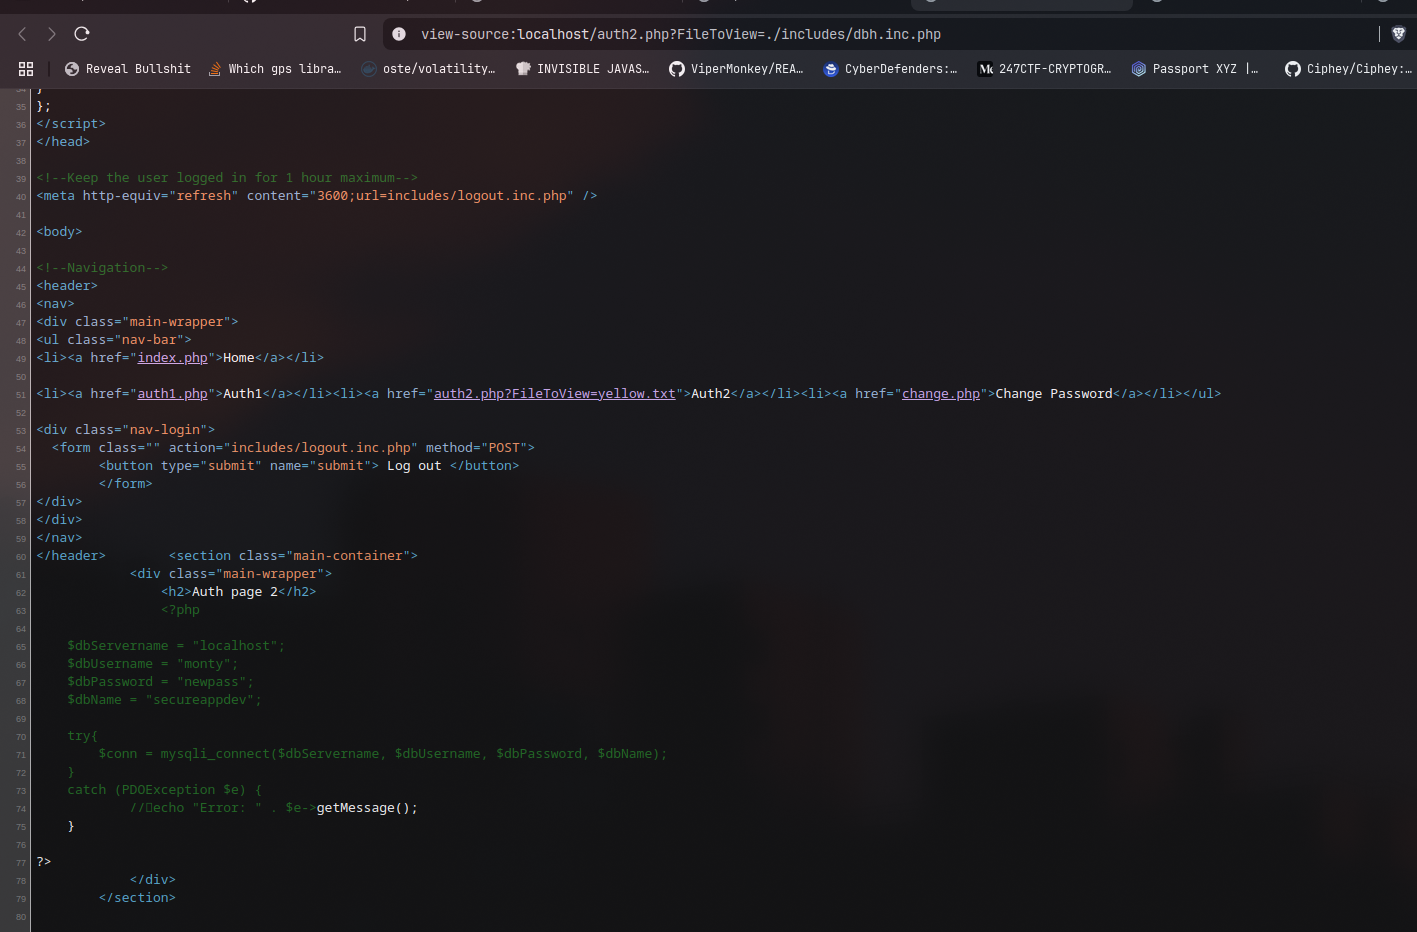 view-source:localhost/auth2.php?FileToView=./includes/dbh.inc.php
Reveal Bullshit
Which gps libra…
oste/volatility…
INVISIBLE JAVAS…
ViperMonkey/REA…
CyberDefenders:…
247CTF-CRYPTOGR…
Passport XYZ |…
Ciphey/Ciphey:…
34 }
35 };
36 </script>
37 </head>
38
39 <!--Keep the user logged in for 1 hour maximum-->
40 <meta http-equiv="refresh" content="3600;url=includes/logout.inc.php" />
41
42 <body>
43
44 <!--Navigation-->
45 <header>
46 <nav>
47 <div class="main-wrapper">
48 <ul class="nav-bar">
49 <li><a href="index.php">Home</a></li>
50
51 <li><a href="auth1.php">Auth1</a></li><li><a href="auth2.php?FileToView=yellow.txt">Auth2</a></li><li><a href="change.php">Change Password</a></li></ul>
52
53 <div class="nav-login">
54   <form class="" action="includes/logout.inc.php" method="POST">
55         <button type="submit" name="submit"> Log out </button>
56         </form>
57 </div>
58 </div>
59 </nav>
60 </header>        <section class="main-container">
61             <div class="main-wrapper">
62                 <h2>Auth page 2</h2>
63                 <?php
64
65     $dbServername = "localhost";
66     $dbUsername = "monty";
67     $dbPassword = "newpass";
68     $dbName = "secureappdev";
69
70     try{
71         $conn = mysqli_connect($dbServername, $dbUsername, $dbPassword, $dbName);
72     }
73     catch (PDOException $e) {
74             //echo "Error: " . $e->getMessage();
75     }
76
77 ?>
78             </div>
79         </section>
80